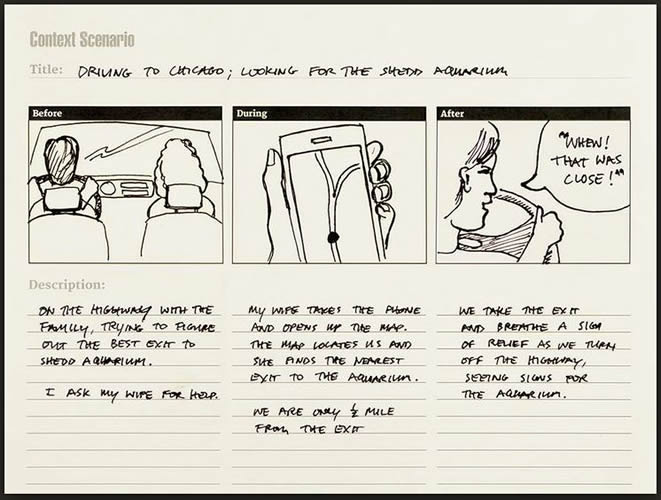 Context Scenario
Title: DRIVING TO CHICAGO; LOOKING FOR THE SHEDD AQUARIUM
Before
During
After
"WHEW!
THAT WAS
CLOSE!"
Description:
ON THE HIGHWAY WITH THE
FAMILY, TRYING TO FIGURE
OUT THE BEST EXIT TO
SHEDD AQUARIUM.
I ASK MY WIFE FOR HELP.
MY WIFE TAKES THE PHONE
AND OPENS UP THE MAP.
THE MAP LOCATES US AND
SHE FINDS THE NEAREST
EXIT TO THE AQUARIUM.
WE ARE ONLY ½ MILE
FROM THE EXIT
WE TAKE THE EXIT
AND BREATHE A SIGH
OF RELIEF AS WE TURN
OFF THE HIGHWAY,
SEEING SIGNS FOR
THE AQUARIUM.